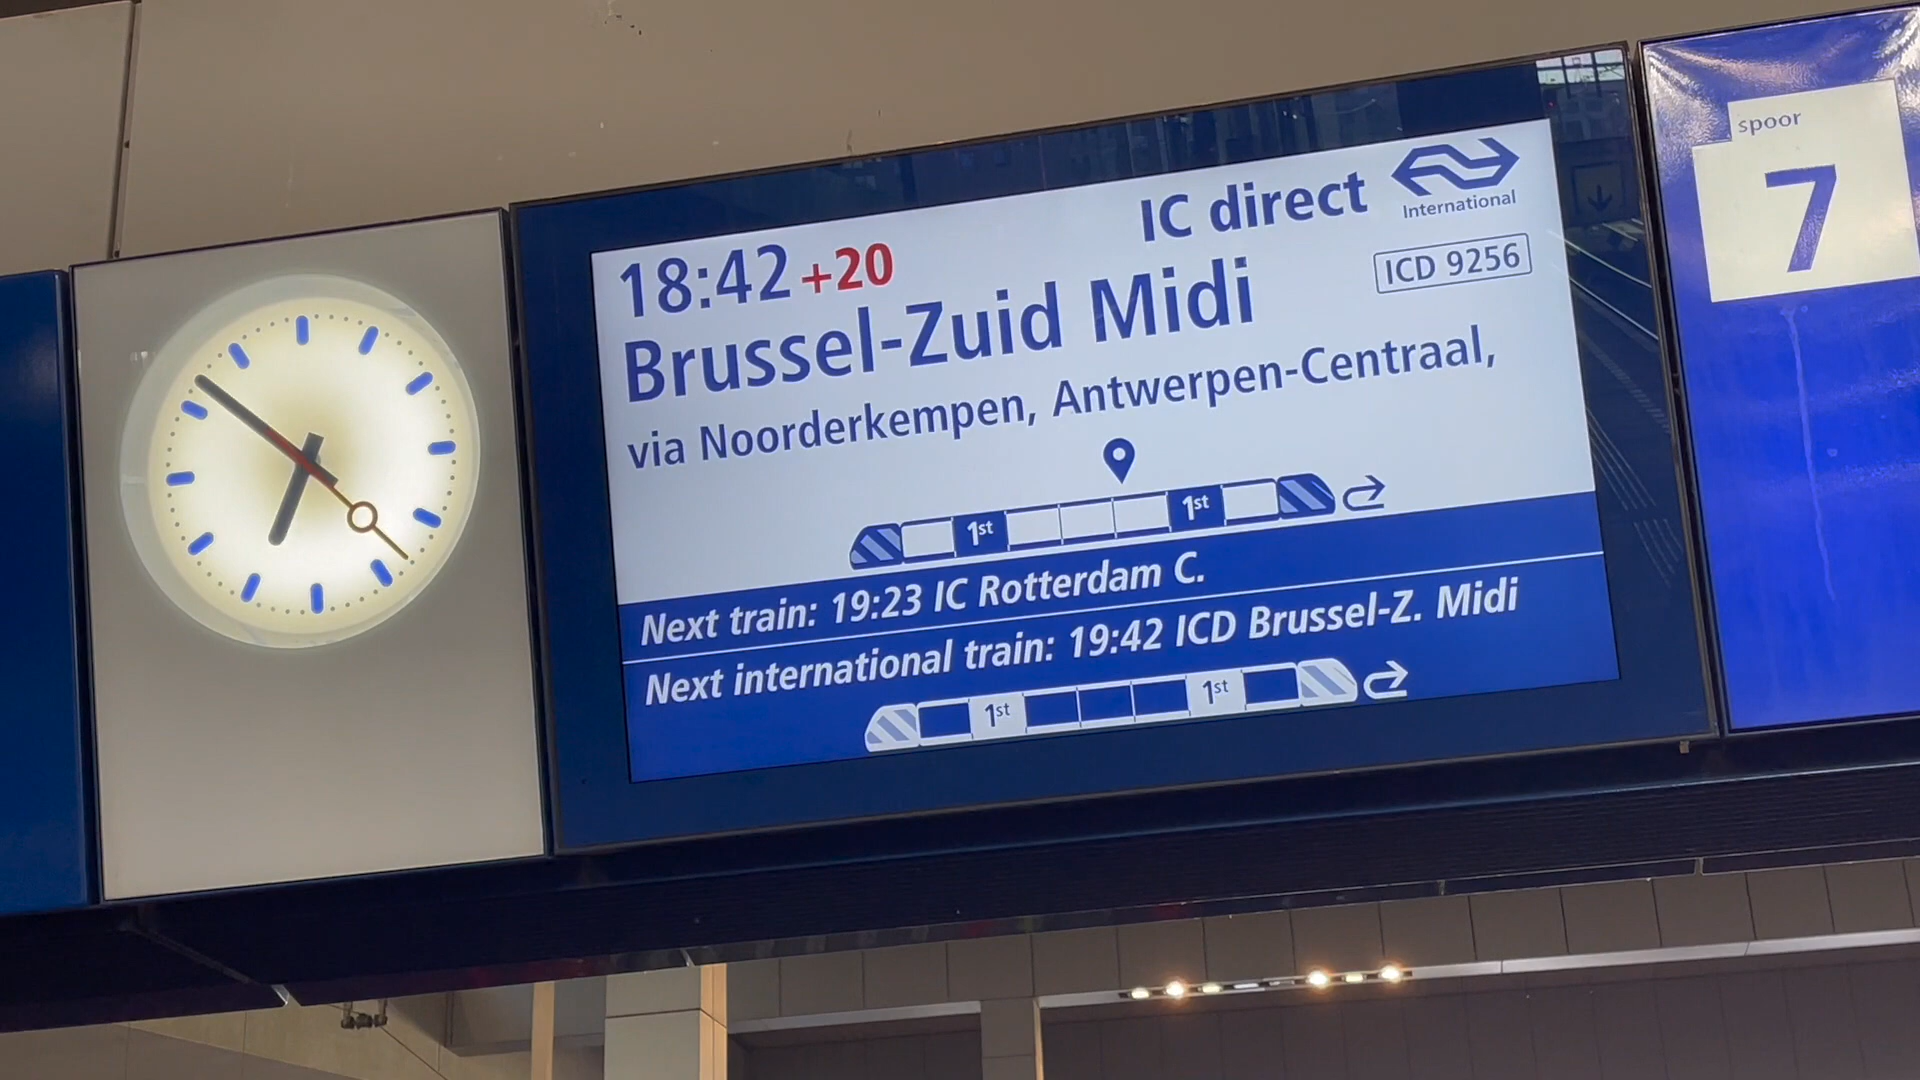 18:42 +20 IC direct
International
Brussel-Zuid Midi ICD 9256
via Noorderkempen, Antwerpen-Centraal,
1st 1st
Next train: 19:23 IC Rotterdam C.
Next international train: 19:42 ICD Brussel-Z. Midi
1st 1st
spoor
7